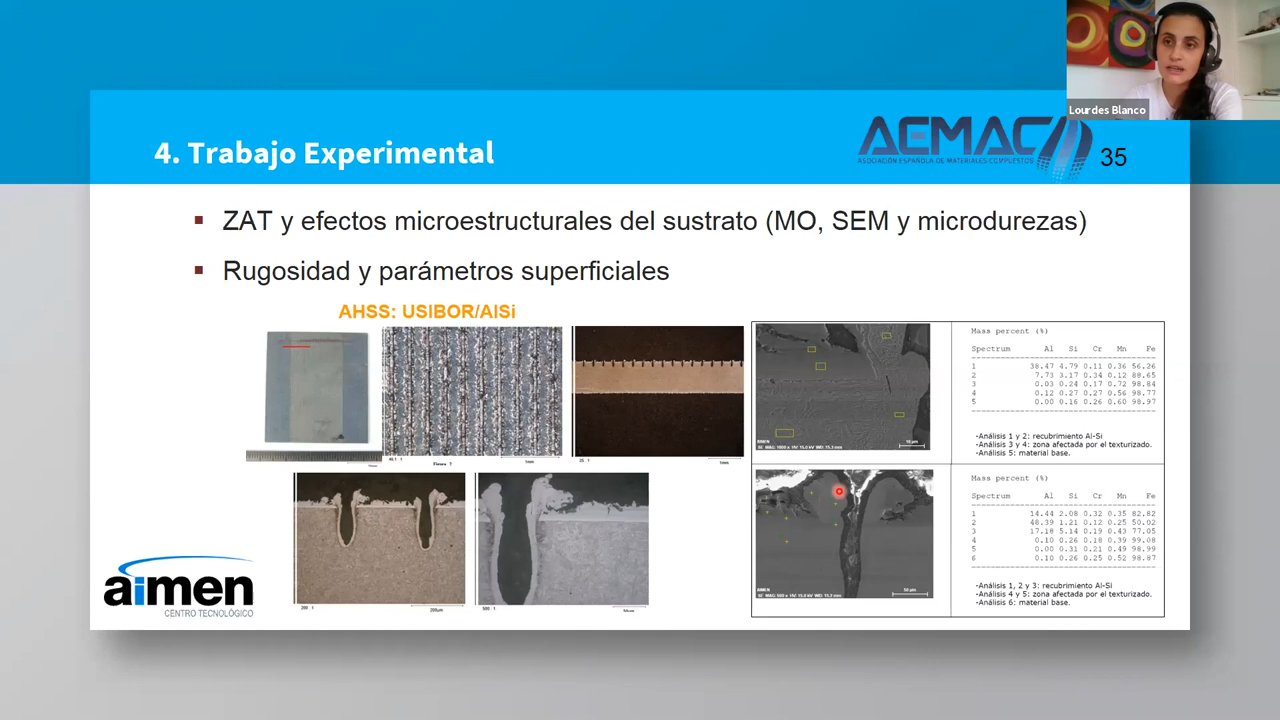 Lourdes Blanco
4. Trabajo Experimental
AEMAC
ASOCIACIÓN ESPAÑOLA DE MATERIALES COMPUESTOS
35
ZAT y efectos microestructurales del sustrato (MO, SEM y microdurezas)
Rugosidad y parámetros superficiales
AHSS: USIBOR/AlSi
1mm
25 :1
1mm
200 :1
200um
500 :1
Mass percent (%)
Spectrum Al Si Cr Mn Fe
1 38.47 4.79 0.11 0.36 56.26
2 7.73 3.17 0.34 0.12 88.65
3 0.03 0.24 0.17 0.72 98.84
4 0.12 0.27 0.27 0.56 98.77
5 0.00 0.16 0.26 0.60 98.97
-Análisis 1 y 2: recubrimiento Al-Si
-Análisis 3 y 4: zona afectada por el texturizado.
-Análisis 5: material base.
Mass percent (%)
Spectrum Al Si Cr Mn Fe
1 14.44 2.08 0.32 0.35 82.82
2 48.39 1.21 0.12 0.25 50.02
3 17.18 5.14 0.19 0.43 77.05
4 0.10 0.26 0.18 0.39 99.08
5 0.00 0.31 0.21 0.49 98.99
6 0.10 0.26 0.25 0.52 98.87
-Análisis 1, 2 y 3: recubrimiento Al-Si
-Análisis 4 y 5: zona afectada por el texturizado.
-Análisis 6: material base.
aimen
CENTRO TECNOLÓGICO